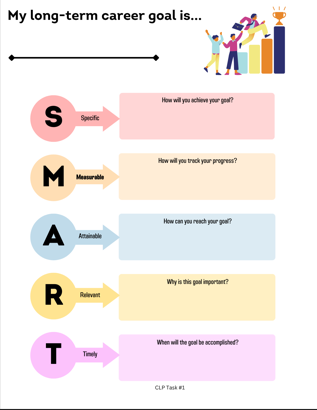 My long-term career goal is...
S
Specific
How will you achieve your goal?
M
Measurable
How will you track your progress?
A
Attainable
How can you reach your goal?
R
Relevant
Why is this goal important?
T
Timely
When will the goal be accomplished?
CLP Task #1